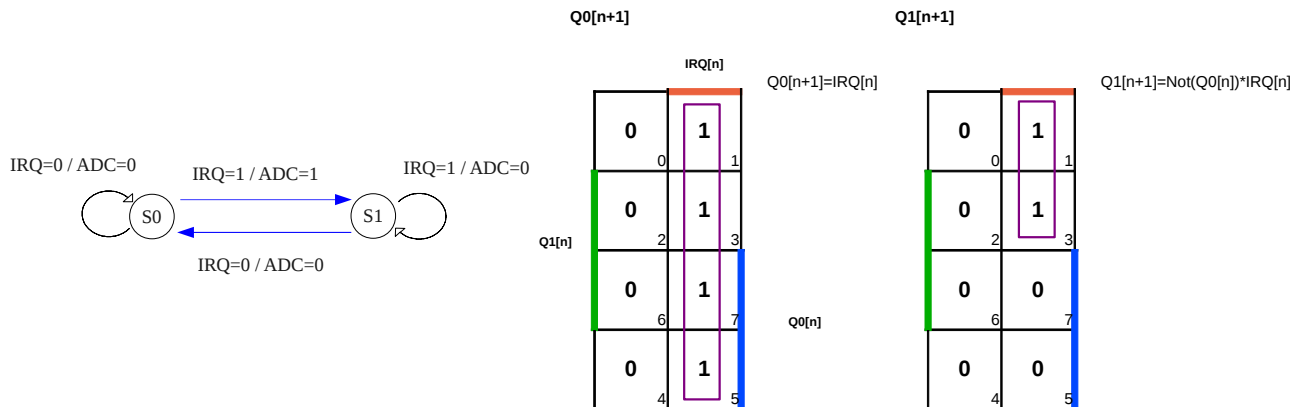 Q0[n+1]
Q1[n+1]
IRQ[n]
Q0[n+1]=IRQ[n]
Q1[n+1]=Not(Q0[n])*IRQ[n]
IRQ=0 / ADC=0
IRQ=1 / ADC=1
IRQ=1 / ADC=0
S0
S1
IRQ=0 / ADC=0
Q1[n]
Q0[n]
0 1
0 1
0 1
2 3
0 1
6 7
0 1
4 5
0 1
0 1
0 1
2 3
0 0
6 7
0 0
4 5